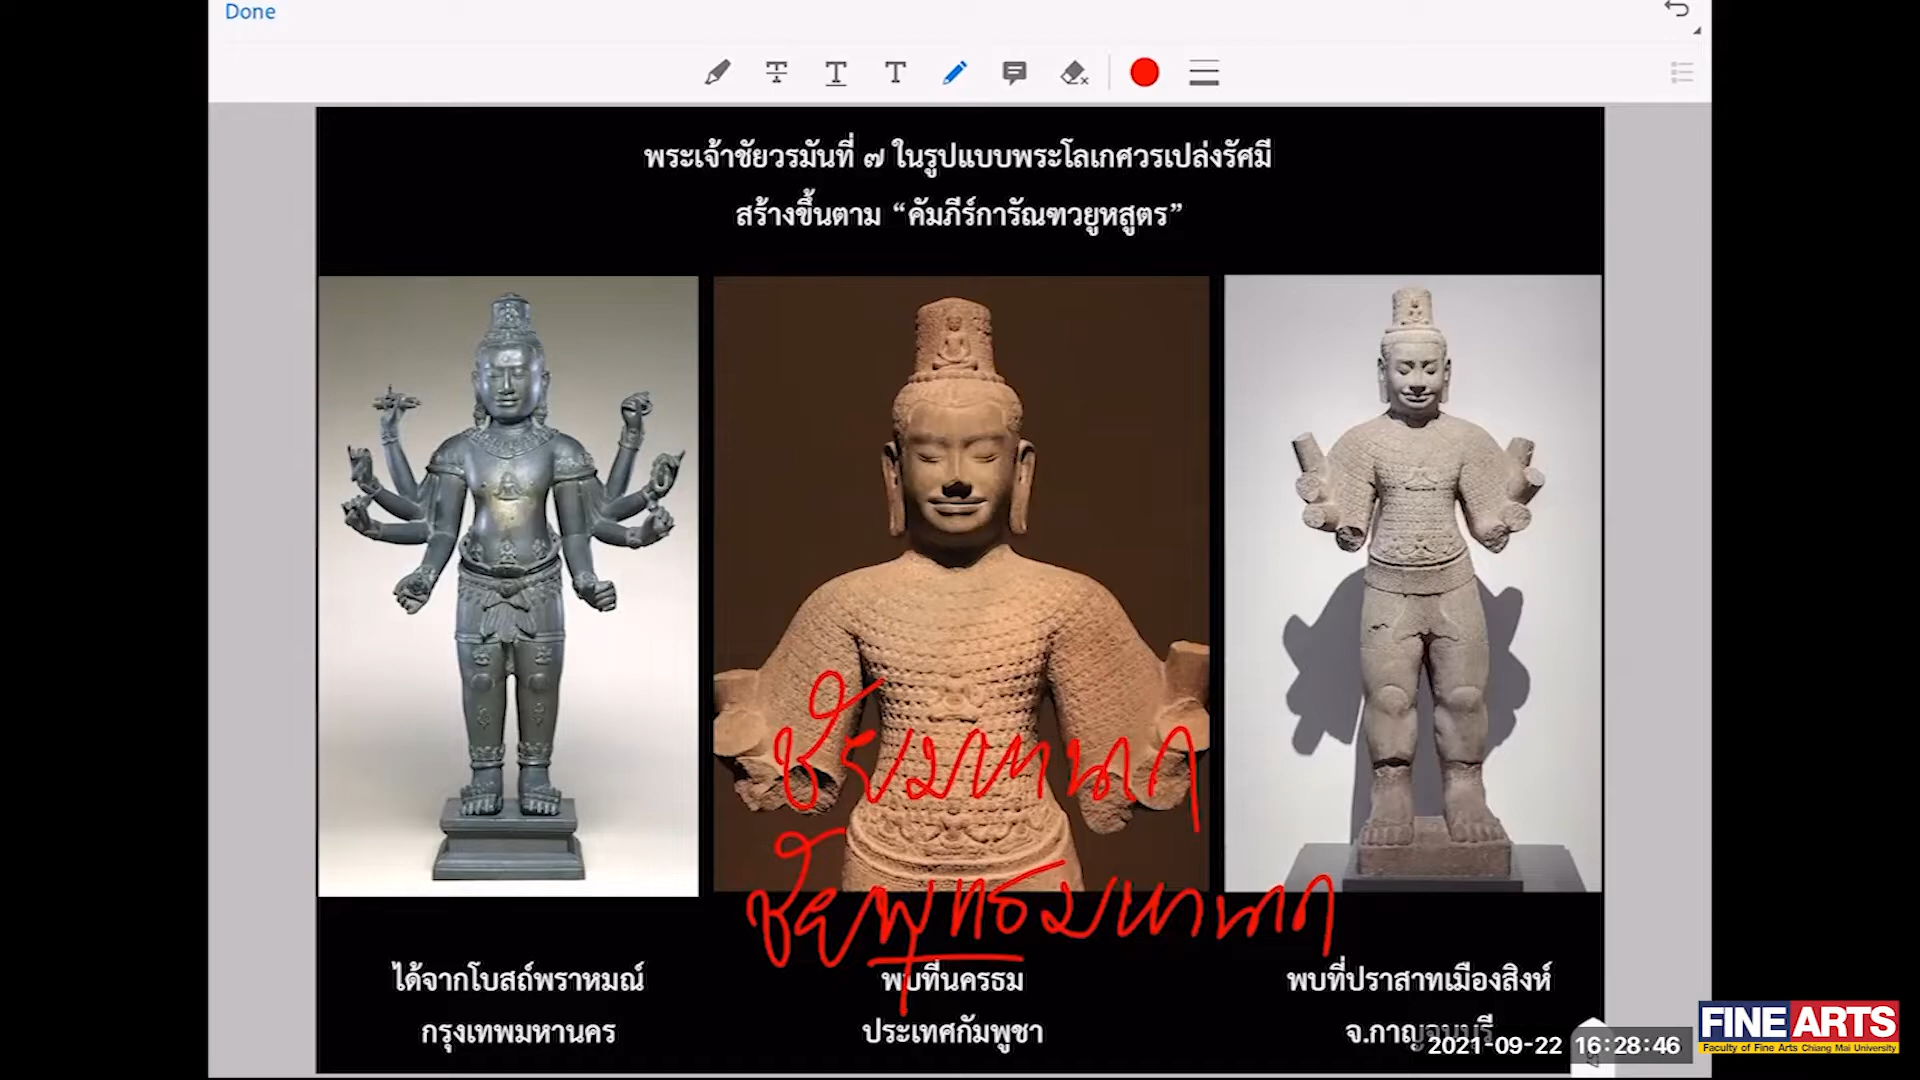 Done
พระเจ้าชัยวรมันที่ ๗ ในรูปแบบพระโลเกศวรเปล่งรัศมี
สร้างขึ้นตาม “คัมภีร์การัณฑวยูหสูตร”
ชัยมหานาถ
ชัยพุทธมหานาถ
ได้จากโบสถ์พราหมณ์
กรุงเทพมหานคร
พบที่นครธม
ประเทศกัมพูชา
พบที่ปราสาทเมืองสิงห์
จ.กาญจนบุรี
2021-09-22 16:28:46
FINE ARTS
Faculty of Fine Arts Chiang Mai University